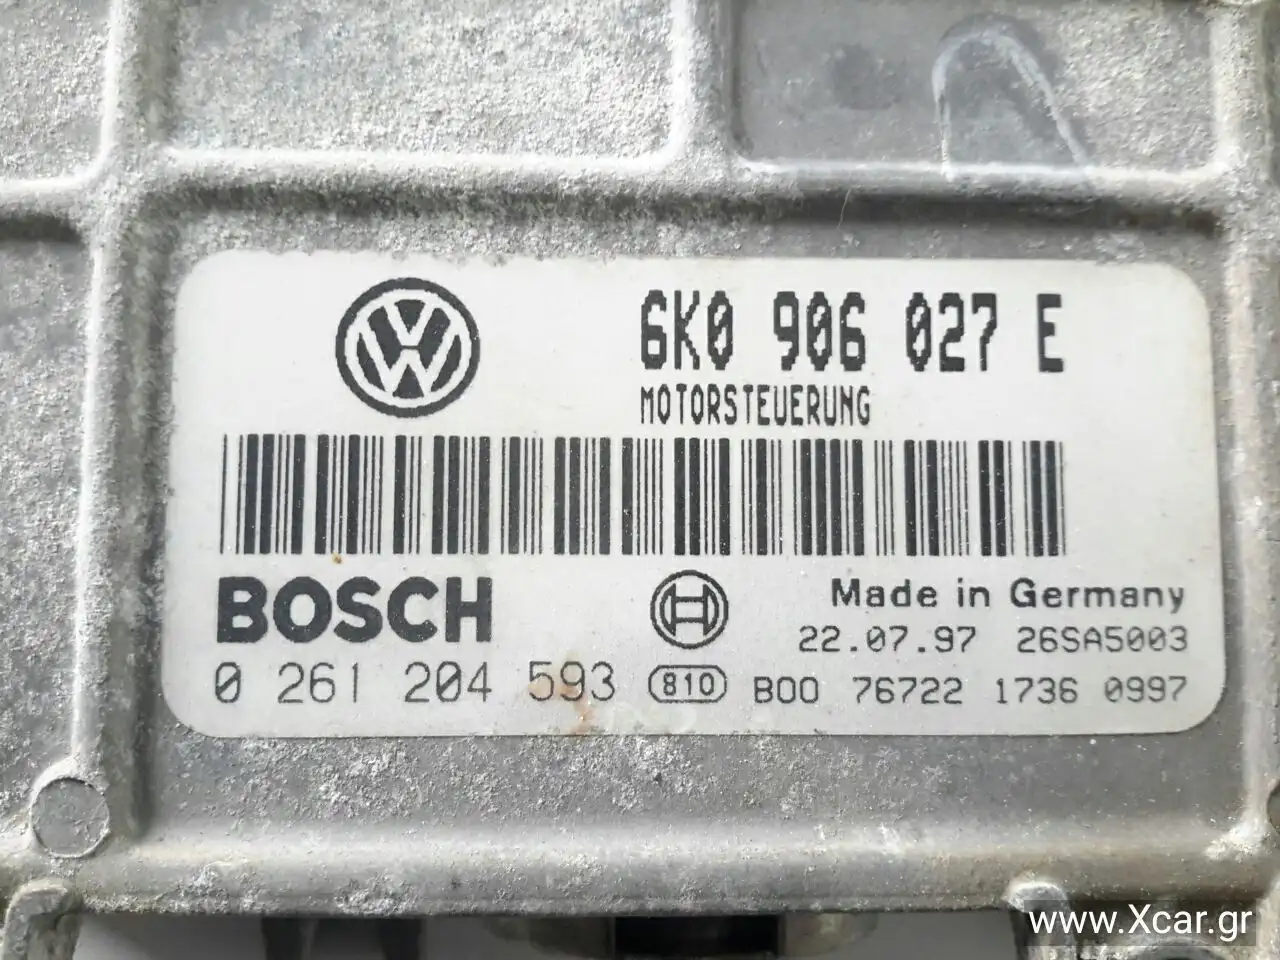 6K0 906 027 E
MOTORSTEUERUNG
BOSCH
Made in Germany
22.07.97 26SA5003
0 261 204 593 810 B00 76722 1736 0997
www.Xcar.gr